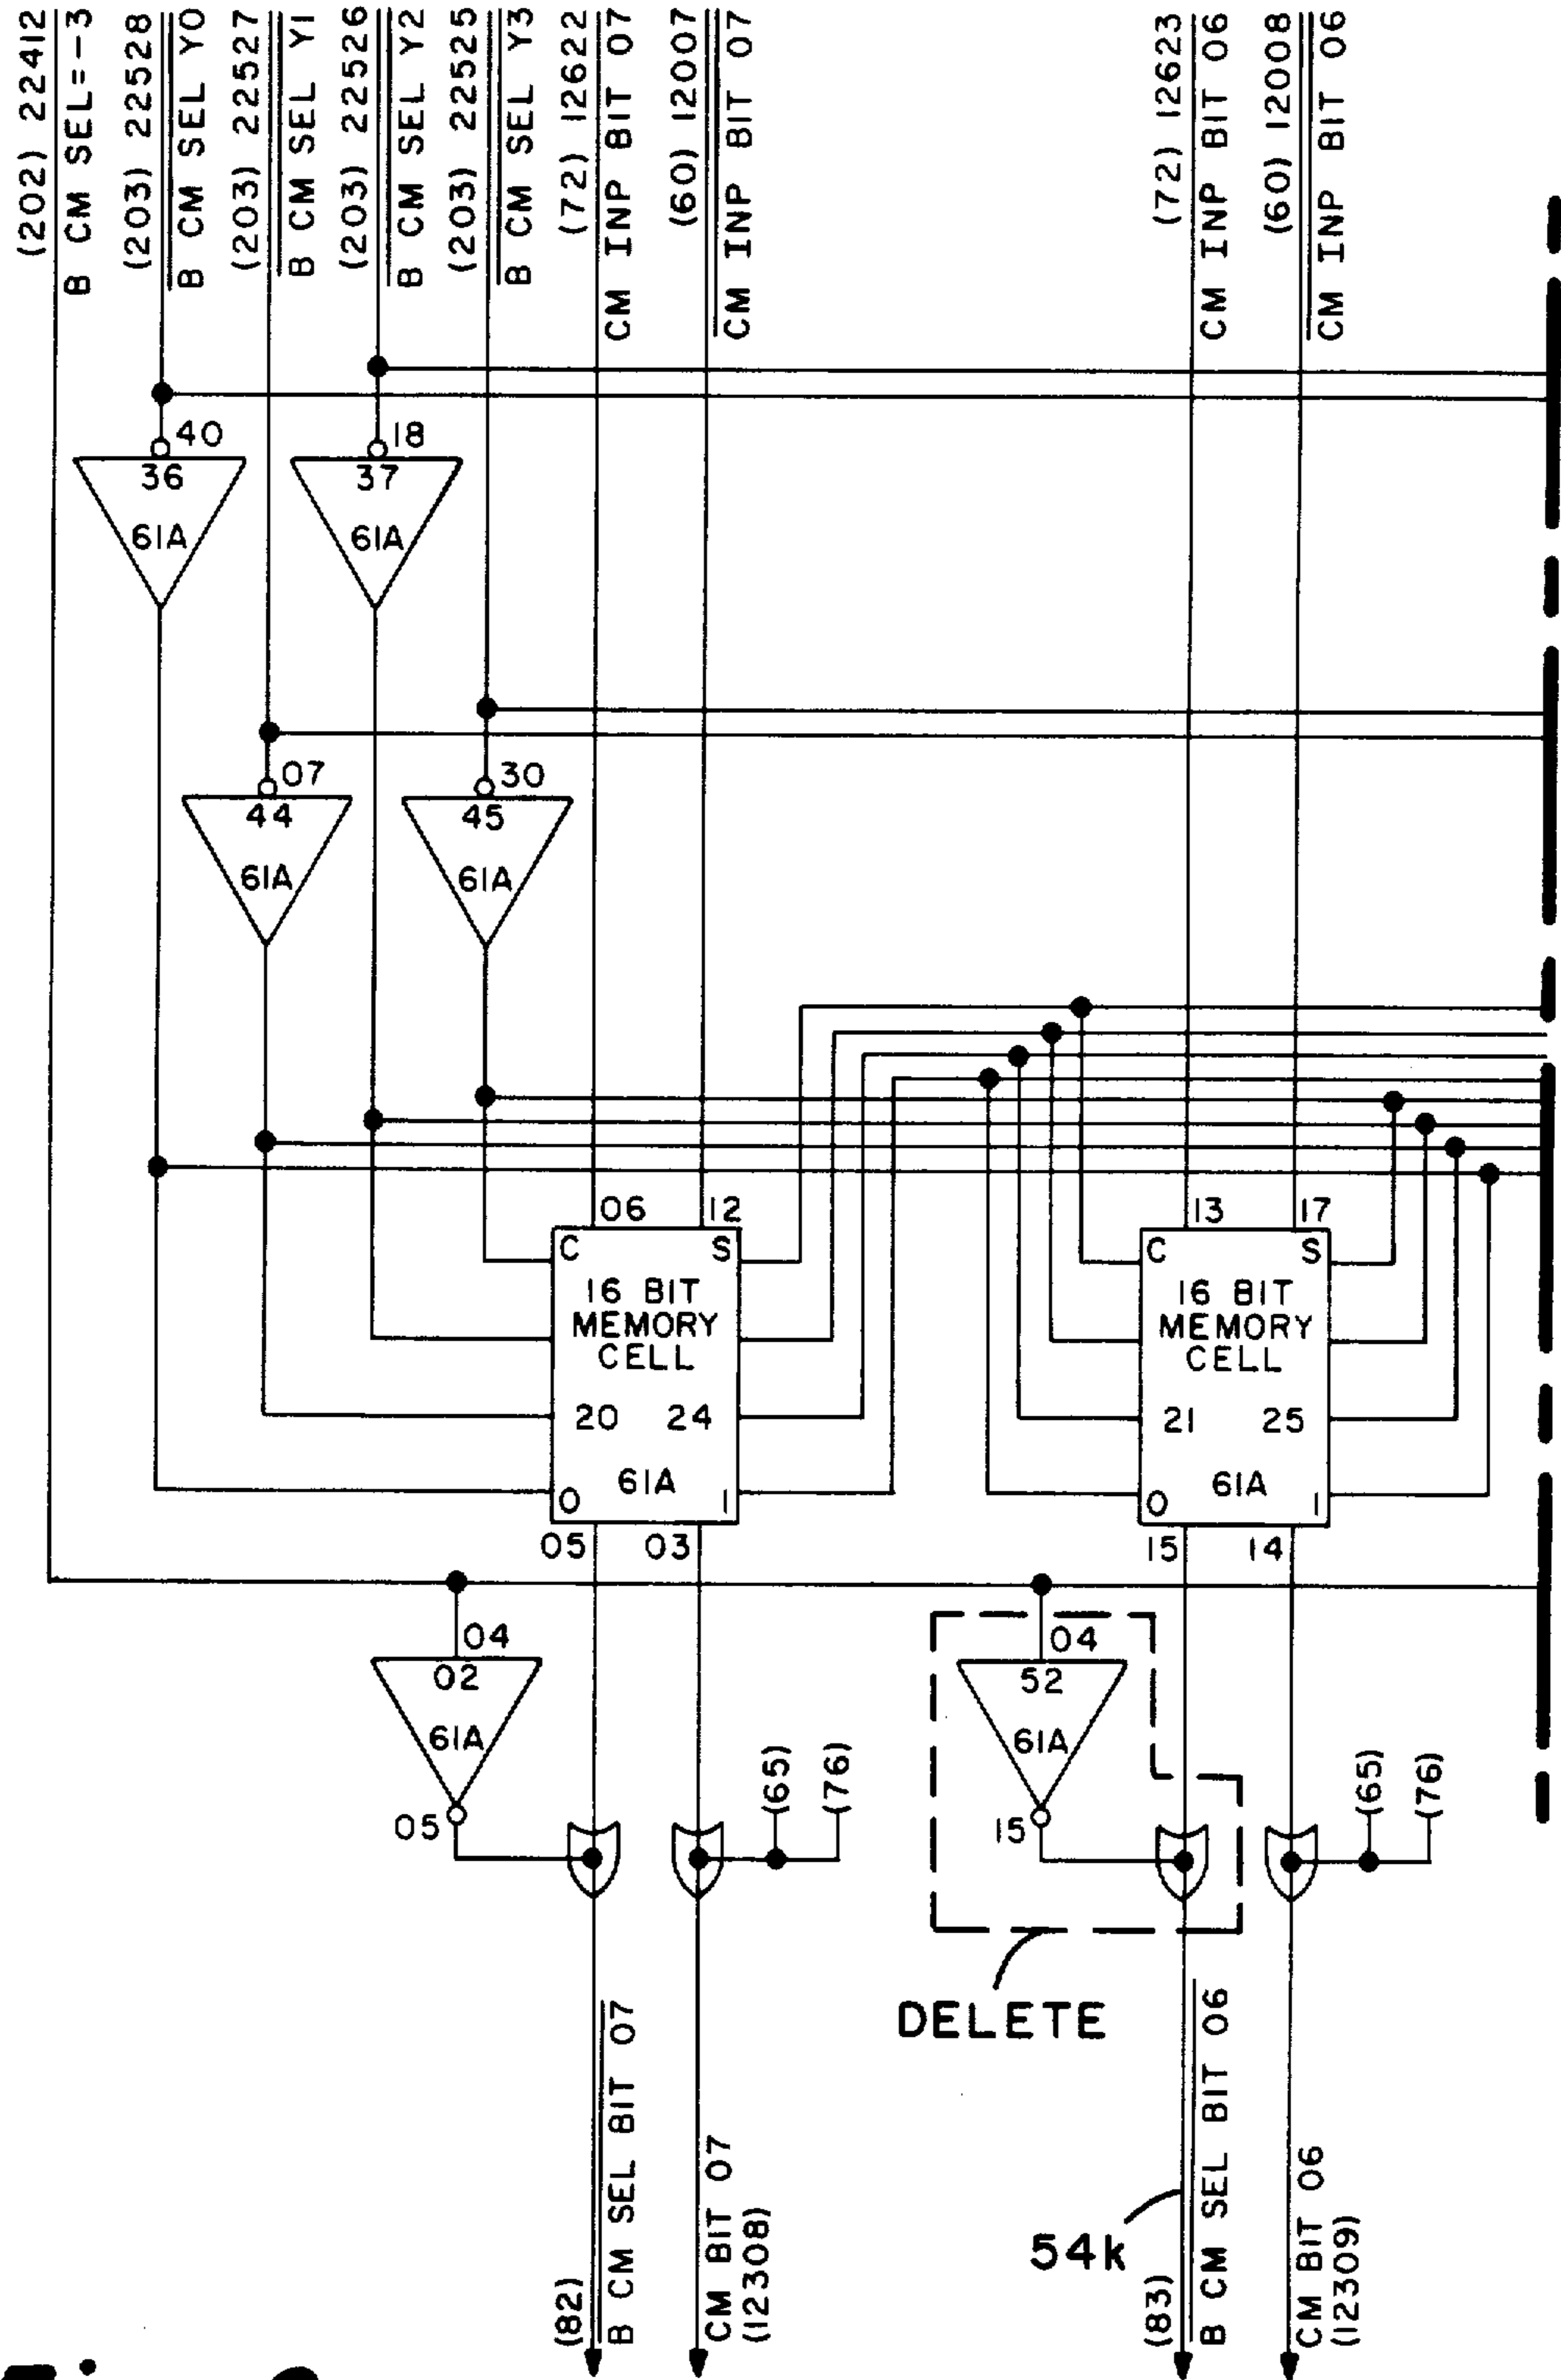 (202) 22412
B CM SEL=-3
(203) 22528
B CM SEL Y0
(203) 22527
B CM SEL Y1
(203) 22526
B CM SEL Y2
(203) 22525
B CM SEL Y3
(72) 12622
CM INP BIT 07
(60) 12007
CM INP BIT 07
(72) 12623
CM INP BIT 06
(60) 12008
CM INP BIT 06
40
36
61A
18
37
61A
07
44
61A
30
45
61A
06
12
C
S
16 BIT
MEMORY
CELL
20
24
61A
0
1
05
03
13
17
C
S
16 BIT
MEMORY
CELL
21
25
61A
0
1
15
14
04
02
61A
05
(65)
(76)
04
52
61A
15
(65)
(76)
DELETE
54k
(82)
B CM SEL BIT 07
CM BIT 07
(12308)
(83)
B CM SEL BIT 06
CM BIT 06
(12309)